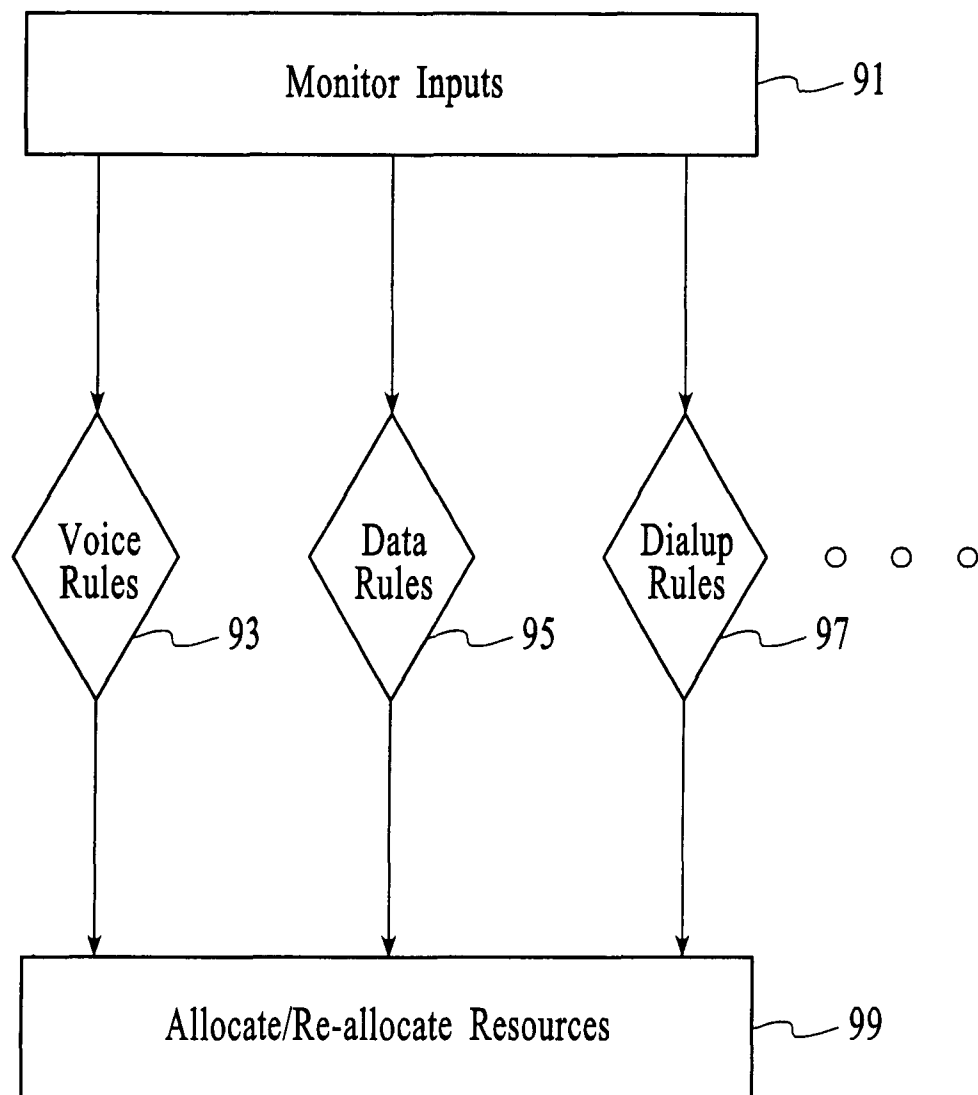 Monitor Inputs
91
Voice
Rules
93
Data
Rules
95
Dialup
Rules
97
Allocate/Re-allocate Resources
99